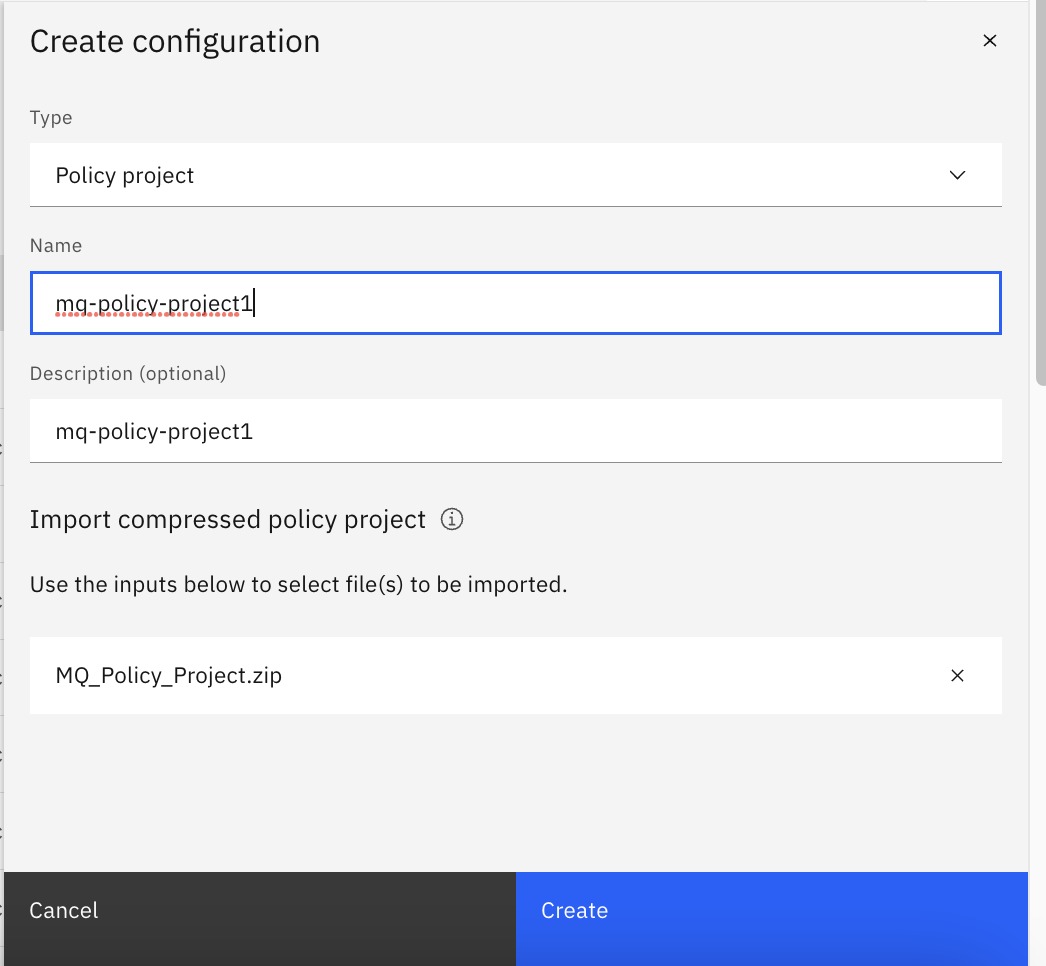 Create configuration
Type
Policy project
Name
mq-policy-project1
Description (optional)
mq-policy-project1
Import compressed policy project
Use the inputs below to select file(s) to be imported.
MQ_Policy_Project.zip
Cancel
Create